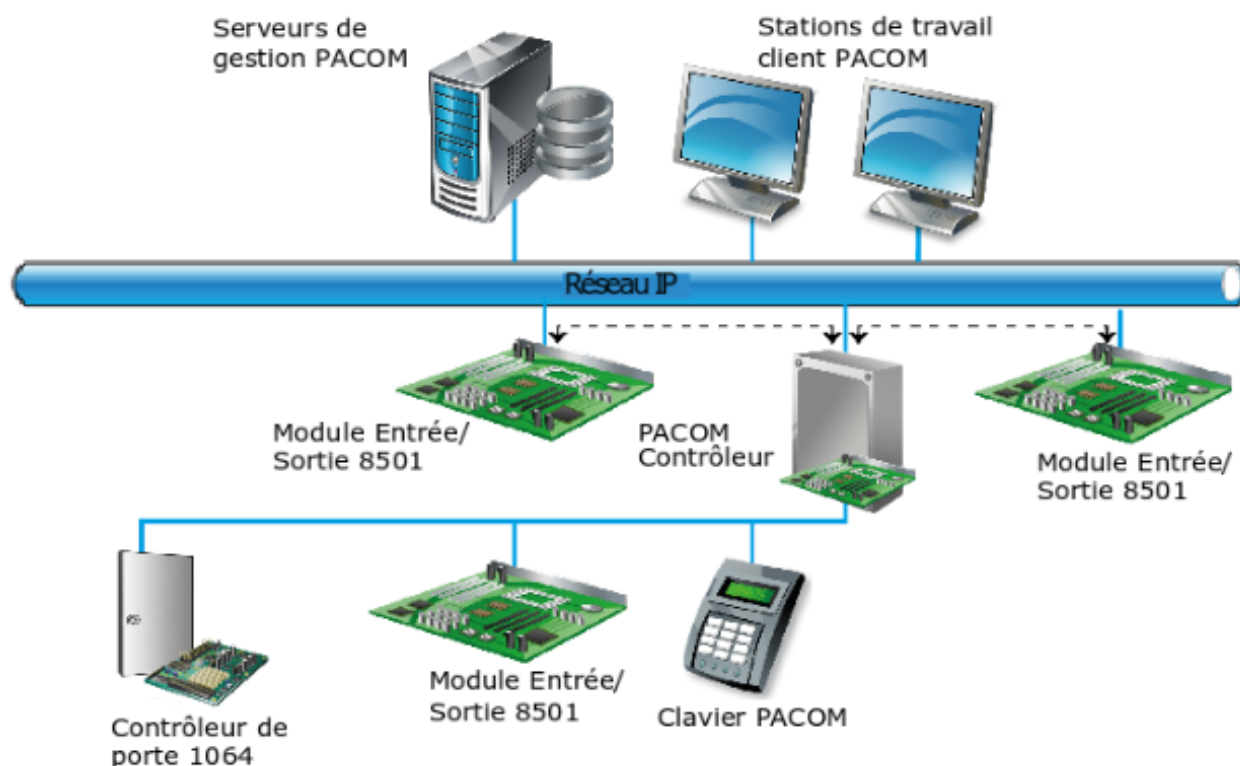 Serveurs de
gestion PACOM
Stations de travail
client PACOM
Réseau IP
Module Entrée/
Sortie 8501
PACOM
Contrôleur
Module Entrée/
Sortie 8501
Contrôleur de
porte 1064
Module Entrée/
Sortie 8501
Clavier PACOM